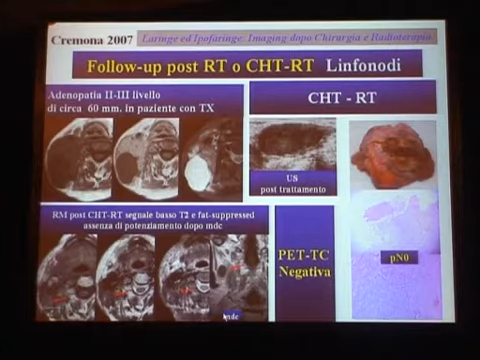 Cremona 2007
Laringe ed Ipofaringe: Imaging dopo Chirurgia e Radioterapia
Follow-up post RT o CHT-RT Linfonodi
Adenopatia II-III livello
di circa 60 mm, in paziente con TX
CHT - RT
US
post trattamento
RM post CHT-RT segnale basso T2 e fat-suppressed
assenza di potenziamento dopo mdc
PET-TC
Negativa
pN0
mdc